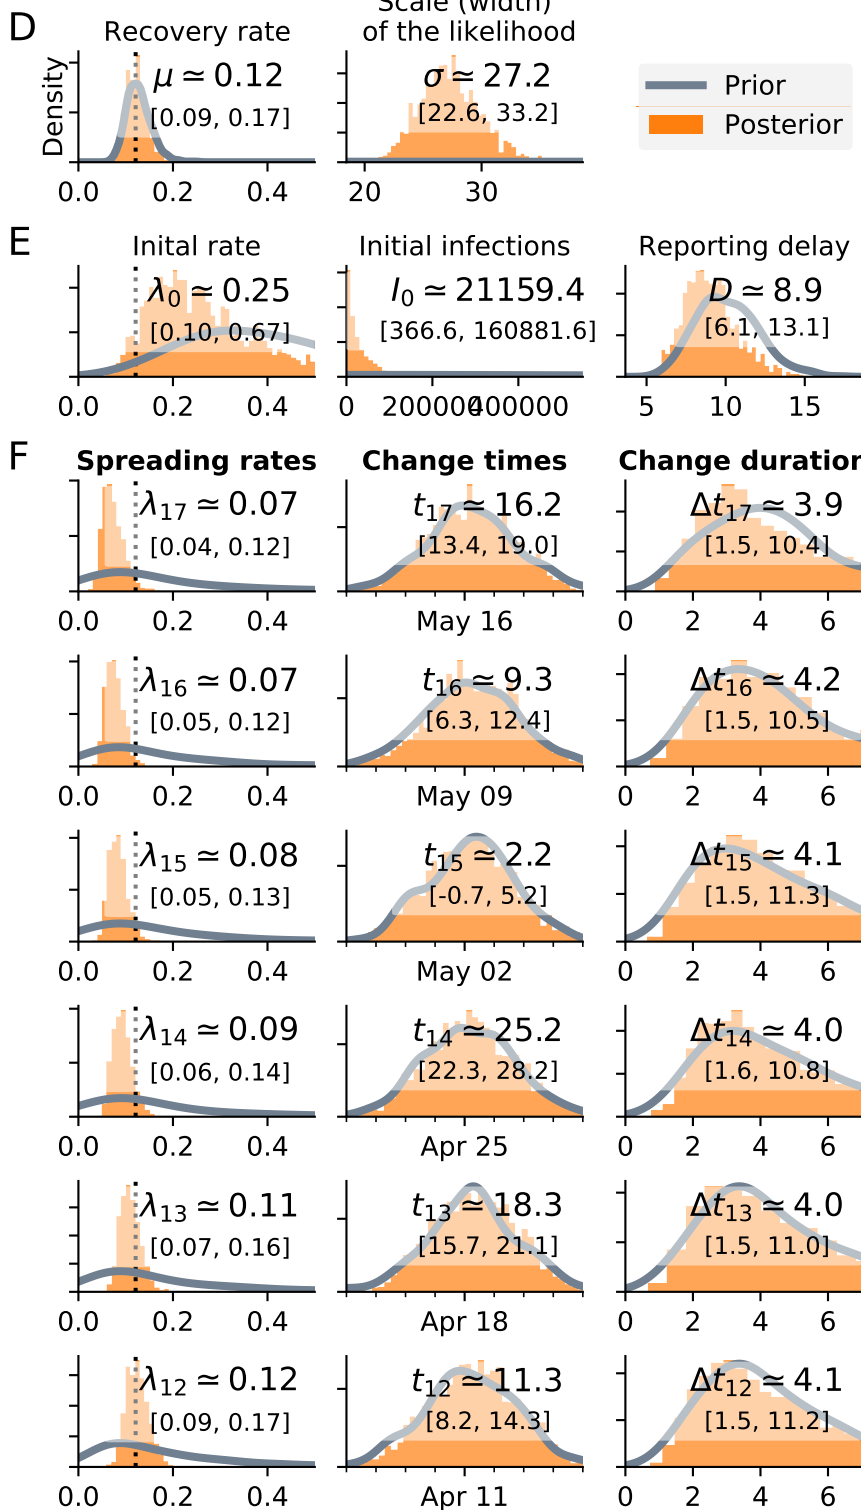 D
Recovery rate
Scale (width)
of the likelihood
Density
μ ≃ 0.12
[0.09, 0.17]
σ ≃ 27.2
[22.6, 33.2]
Prior
Posterior
0.0 0.2 0.4
20 30
E
Inital rate
Initial infections
Reporting delay
λ0 ≃ 0.25
[0.10, 0.67]
I0 ≃ 21159.4
[366.6, 160881.6]
D ≃ 8.9
[6.1, 13.1]
0.0 0.2 0.4
0 200000 400000
5 10 15
F
Spreading rates
Change times
Change duration
λ17 ≃ 0.07
[0.04, 0.12]
t17 ≃ 16.2
[13.4, 19.0]
Δt17 ≃ 3.9
[1.5, 10.4]
0.0 0.2 0.4
May 16
0 2 4 6
λ16 ≃ 0.07
[0.05, 0.12]
t16 ≃ 9.3
[6.3, 12.4]
Δt16 ≃ 4.2
[1.5, 10.5]
0.0 0.2 0.4
May 09
0 2 4 6
λ15 ≃ 0.08
[0.05, 0.13]
t15 ≃ 2.2
[-0.7, 5.2]
Δt15 ≃ 4.1
[1.5, 11.3]
0.0 0.2 0.4
May 02
0 2 4 6
λ14 ≃ 0.09
[0.06, 0.14]
t14 ≃ 25.2
[22.3, 28.2]
Δt14 ≃ 4.0
[1.6, 10.8]
0.0 0.2 0.4
Apr 25
0 2 4 6
λ13 ≃ 0.11
[0.07, 0.16]
t13 ≃ 18.3
[15.7, 21.1]
Δt13 ≃ 4.0
[1.5, 11.0]
0.0 0.2 0.4
Apr 18
0 2 4 6
λ12 ≃ 0.12
[0.09, 0.17]
t12 ≃ 11.3
[8.2, 14.3]
Δt12 ≃ 4.1
[1.5, 11.2]
0.0 0.2 0.4
Apr 11
0 2 4 6